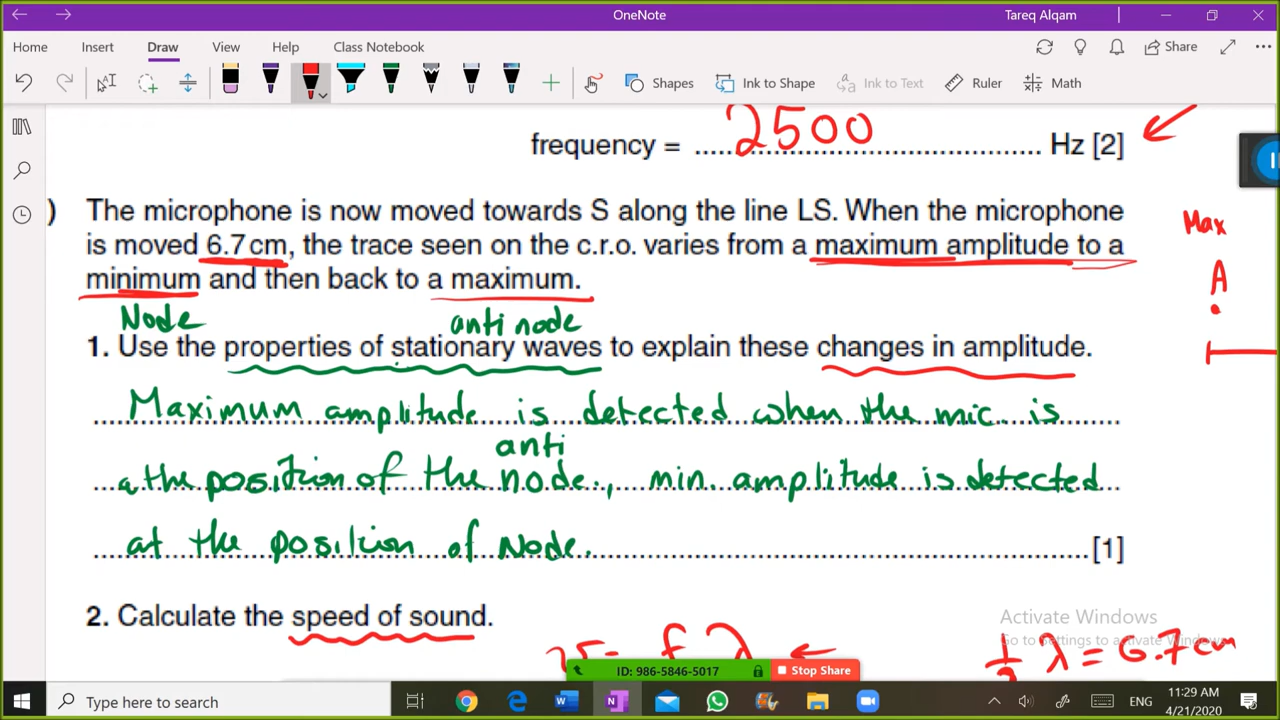 OneNote
Tareq Alqam
Home Insert Draw View Help Class Notebook
Share
Shapes Ink to Shape Ink to Text Ruler Math
2500
frequency = .................... Hz [2]
) The microphone is now moved towards S along the line LS. When the microphone
is moved 6.7 cm, the trace seen on the c.r.o. varies from a maximum amplitude to a
minimum and then back to a maximum.
Max
A
Node
anti node
1. Use the properties of stationary waves to explain these changes in amplitude.
Maximum amplitude is detected when the mic. is
a the position of the anti node, min. amplitude is detected
at the position of Node.
[1]
2. Calculate the speed of sound.
v = f λ
1/2 λ = 6.7 cm
Activate Windows
Go to Settings to activate Windows
ID: 986-5846-5017
Stop Share
Type here to search
ENG
11:29 AM
4/21/2020